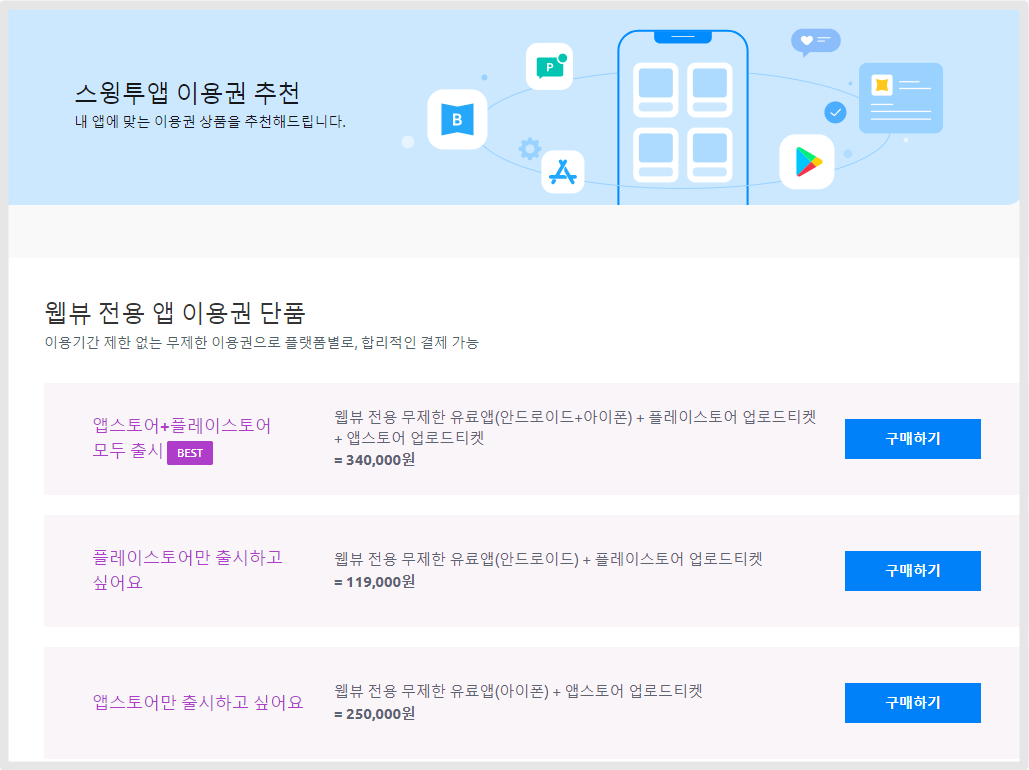 스윙투앱 이용권 추천
내 앱에 맞는 이용권 상품을 추천해드립니다.
P
B
웹뷰 전용 앱 이용권 단품
이용기간 제한 없는 무제한 이용권으로 플랫폼별로, 합리적인 결제 가능
앱스토어+플레이스토어
모두 출시 BEST
웹뷰 전용 무제한 유료앱(안드로이드+아이폰) + 플레이스토어 업로드티켓
+ 앱스토어 업로드티켓
= 340,000원
구매하기
플레이스토어만 출시하고
싶어요
웹뷰 전용 무제한 유료앱(안드로이드) + 플레이스토어 업로드티켓
= 119,000원
구매하기
앱스토어만 출시하고 싶어요
웹뷰 전용 무제한 유료앱(아이폰) + 앱스토어 업로드티켓
= 250,000원
구매하기